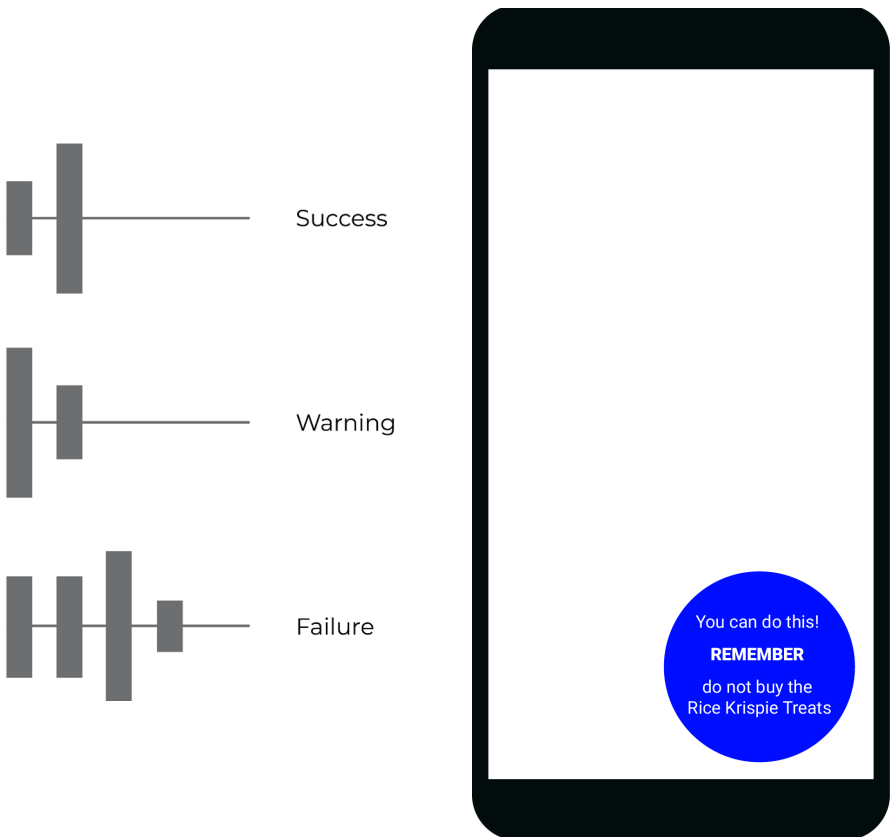 Success
Warning
Failure
You can do this!
REMEMBER
do not buy the
Rice Krispie Treats